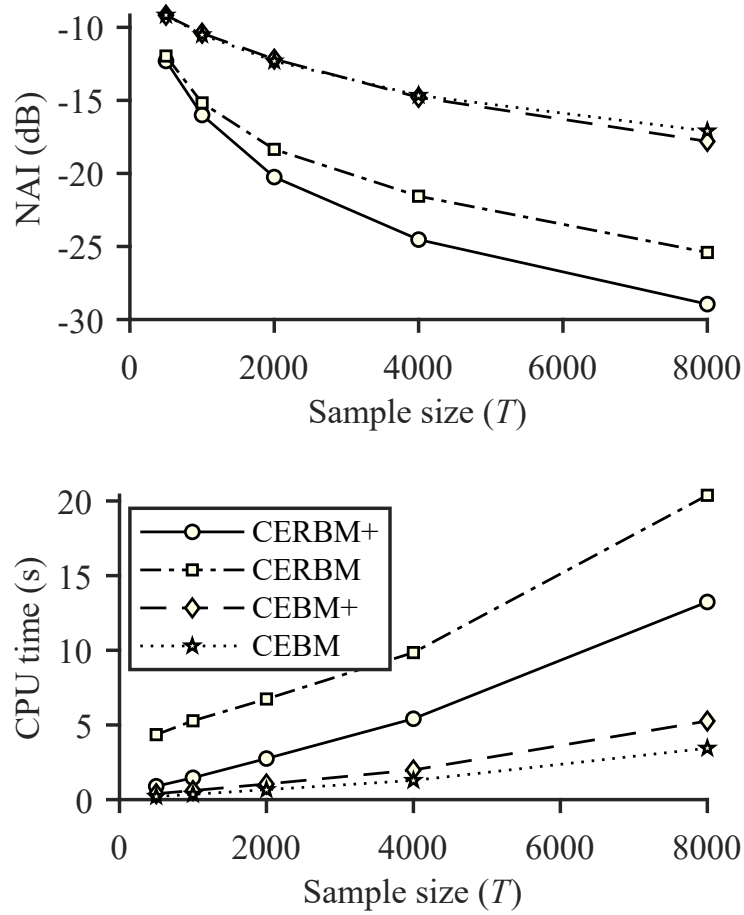 -10
-15
-20
-25
-30
NAI (dB)
0 2000 4000 6000 8000
Sample size (T)
20
15
10
5
0
CPU time (s)
CERBM+
CERBM
CEBM+
CEBM
0 2000 4000 6000 8000
Sample size (T)